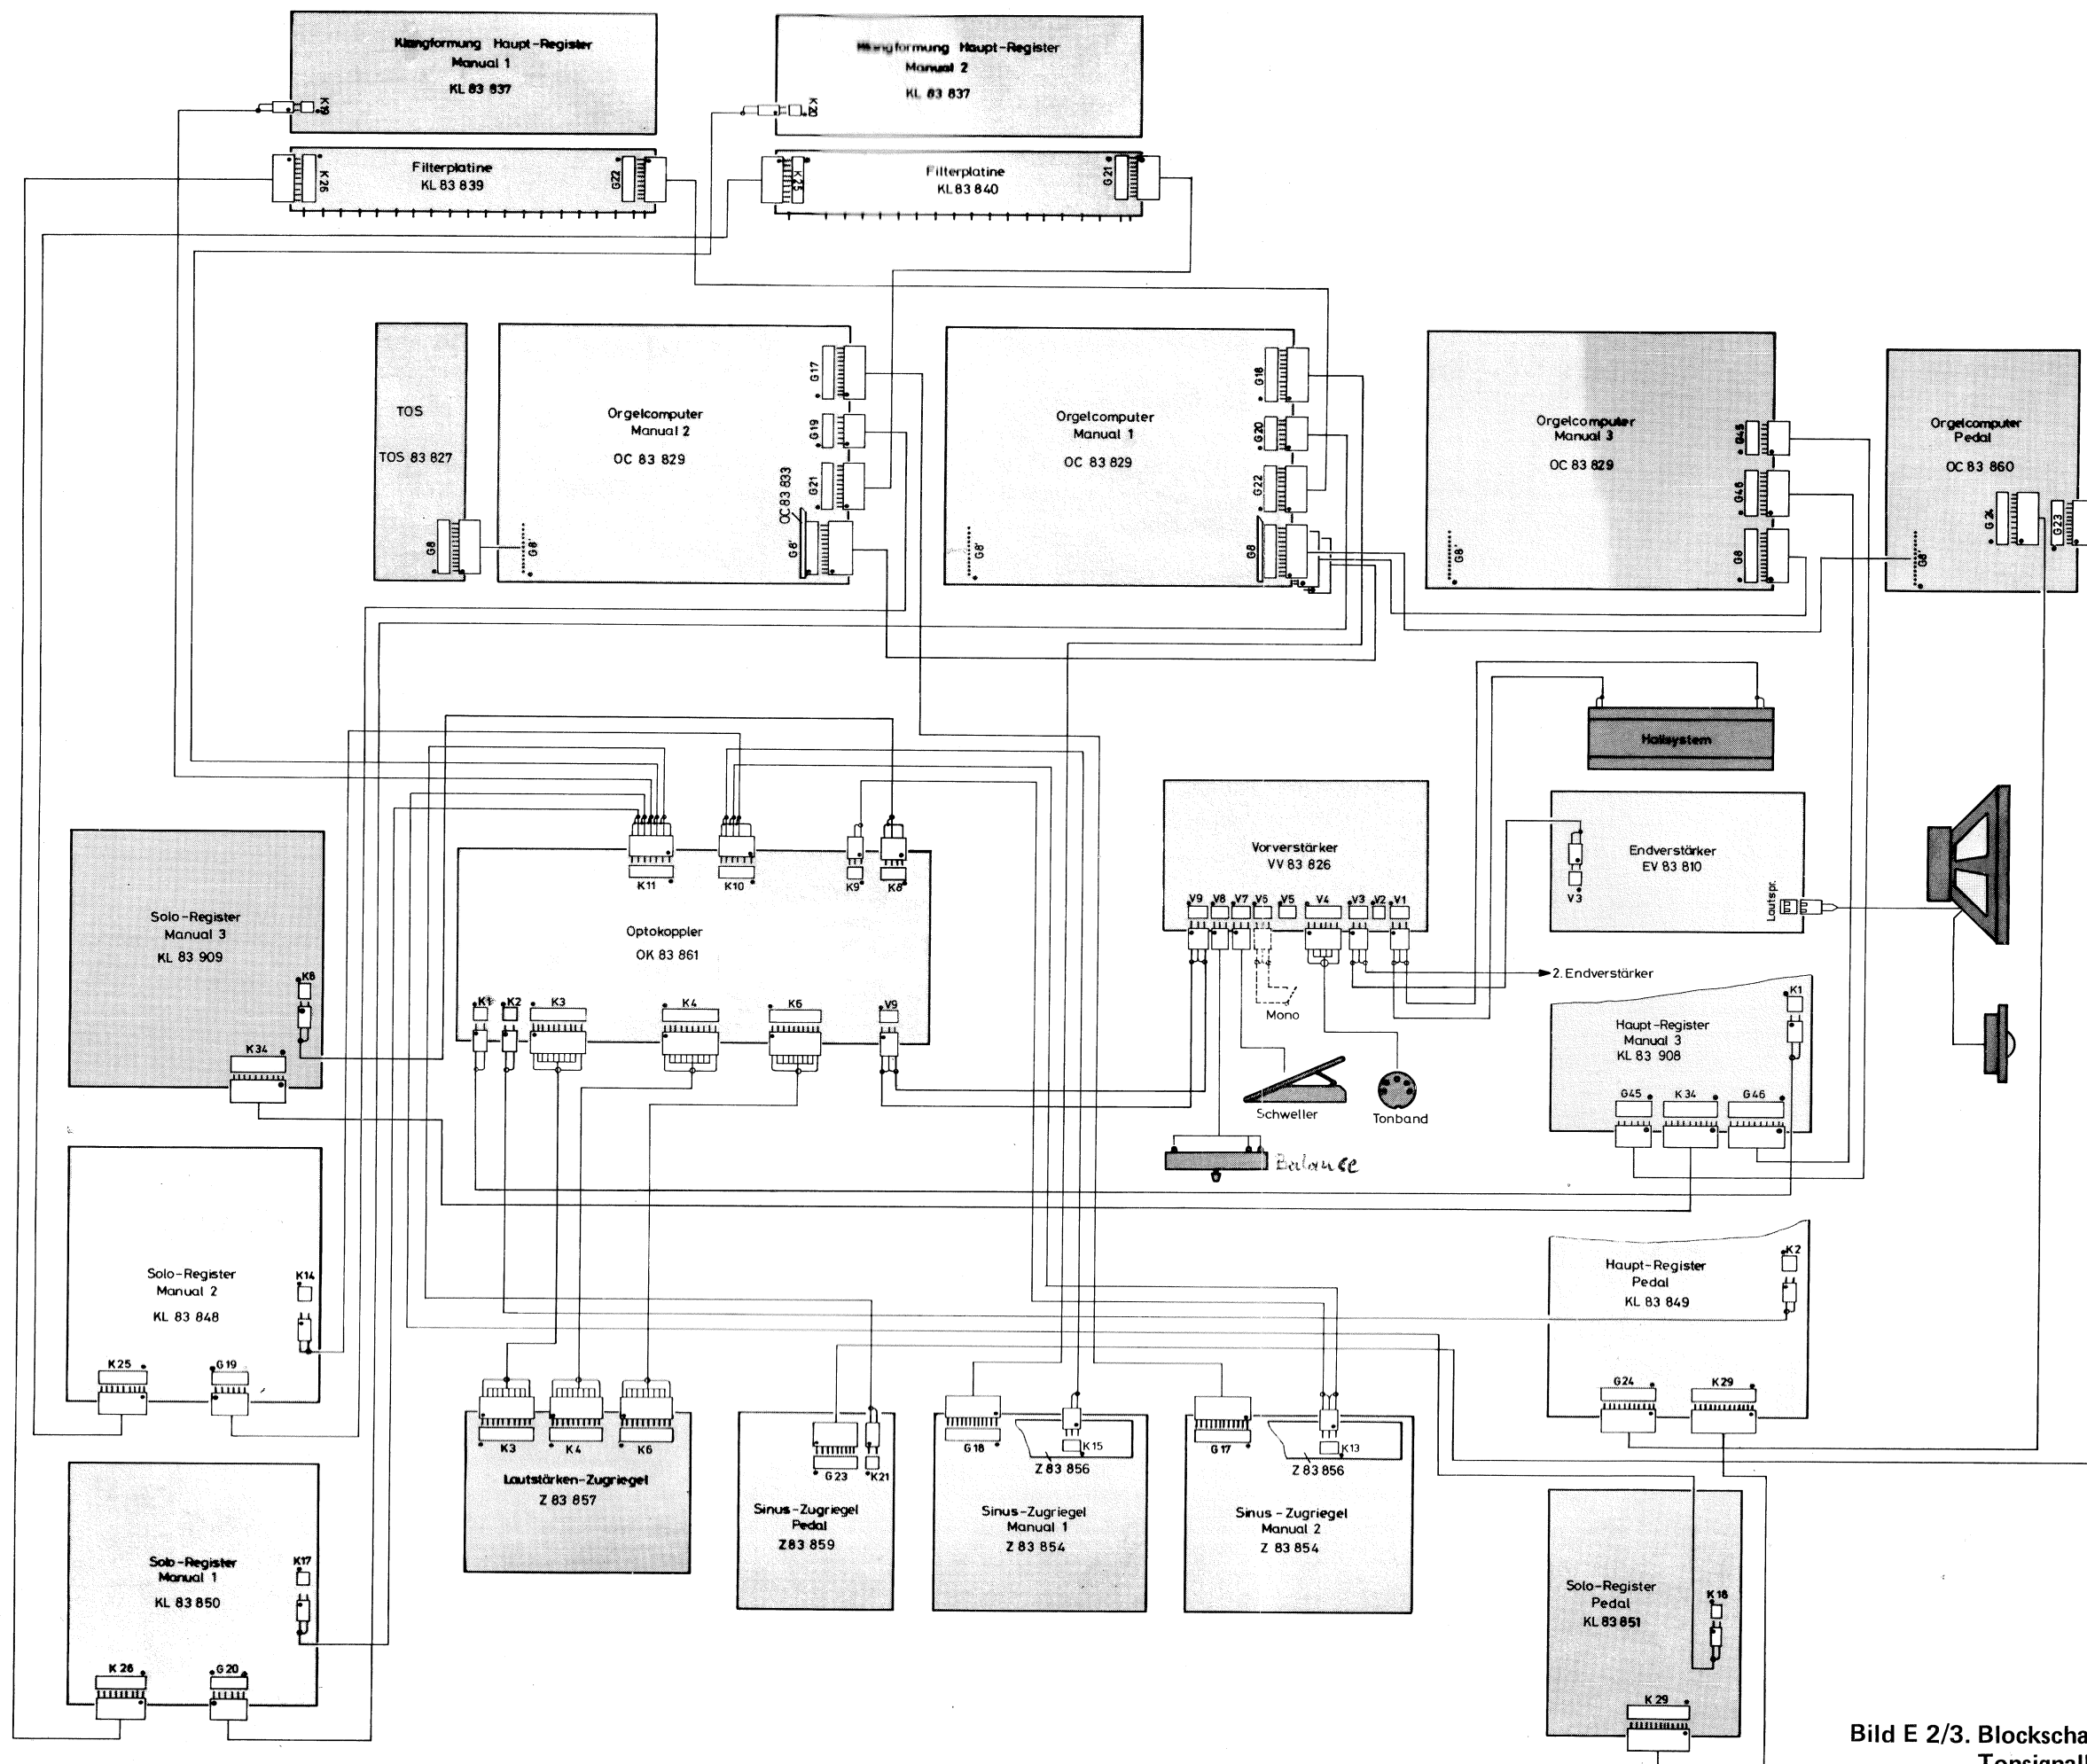 Klangformung Haupt-Register
Manual 1
KL 83 837
K19
Klangformung Haupt-Register
Manual 2
KL 83 837
K20
K26
Filterplatine
KL 83 839
G22
K25
Filterplatine
KL 83 840
G21
TOS
TOS 83 827
G8
Orgelcomputer
Manual 2
OC 83 829
G8'
G17
G19
G21
OC 83 833
G8'
Orgelcomputer
Manual 1
OC 83 829
G8'
G18
G20
G22
G8
Orgelcomputer
Manual 3
OC 83 829
G8'
G45
G46
G8
Orgelcomputer
Pedal
OC 83 860
G8'
G24
G23
Hallsystem
Solo-Register
Manual 3
KL 83 909
K8
K34
K11
K10
K9
K8
Optokoppler
OK 83 861
K1
K2
K3
K4
K6
V9
Vorverstärker
VV 83 826
V9
V8
V7
V6
V5
V4
V3
V2
V1
Mono
Schweller
Tonband
Balance
Endverstärker
EV 83 810
V3
Lautspr.
2. Endverstärker
Haupt-Register
Manual 3
KL 83 908
K1
G45
K34
G46
Solo-Register
Manual 2
KL 83 848
K14
K25
G19
Haupt-Register
Pedal
KL 83 849
K2
G24
K29
Solo-Register
Manual 1
KL 83 850
K17
K26
G20
K3
K4
K6
Lautstärken-Zugriegel
Z 83 857
G23
K21
Sinus-Zugriegel
Pedal
Z83 859
G18
K15
Z 83 856
Sinus-Zugriegel
Manual 1
Z 83 854
G17
K13
Z 83 856
Sinus-Zugriegel
Manual 2
Z 83 854
Solo-Register
Pedal
KL 83 851
K18
K29
Bild E 2/3. Blockscha